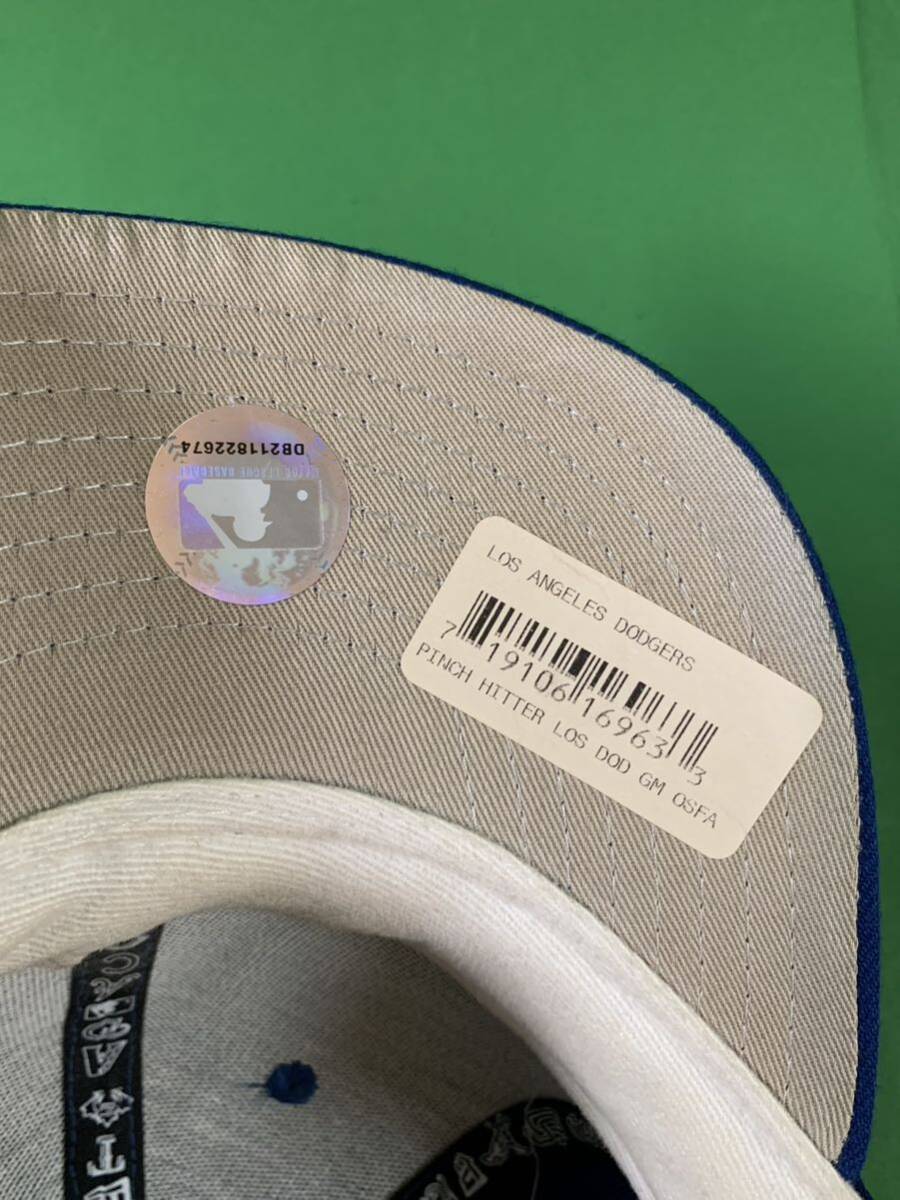 DB211822674
LOS ANGELES DODGERS
7 19106 16963 3
PINCH HITTER LOS DOD GM OSFA